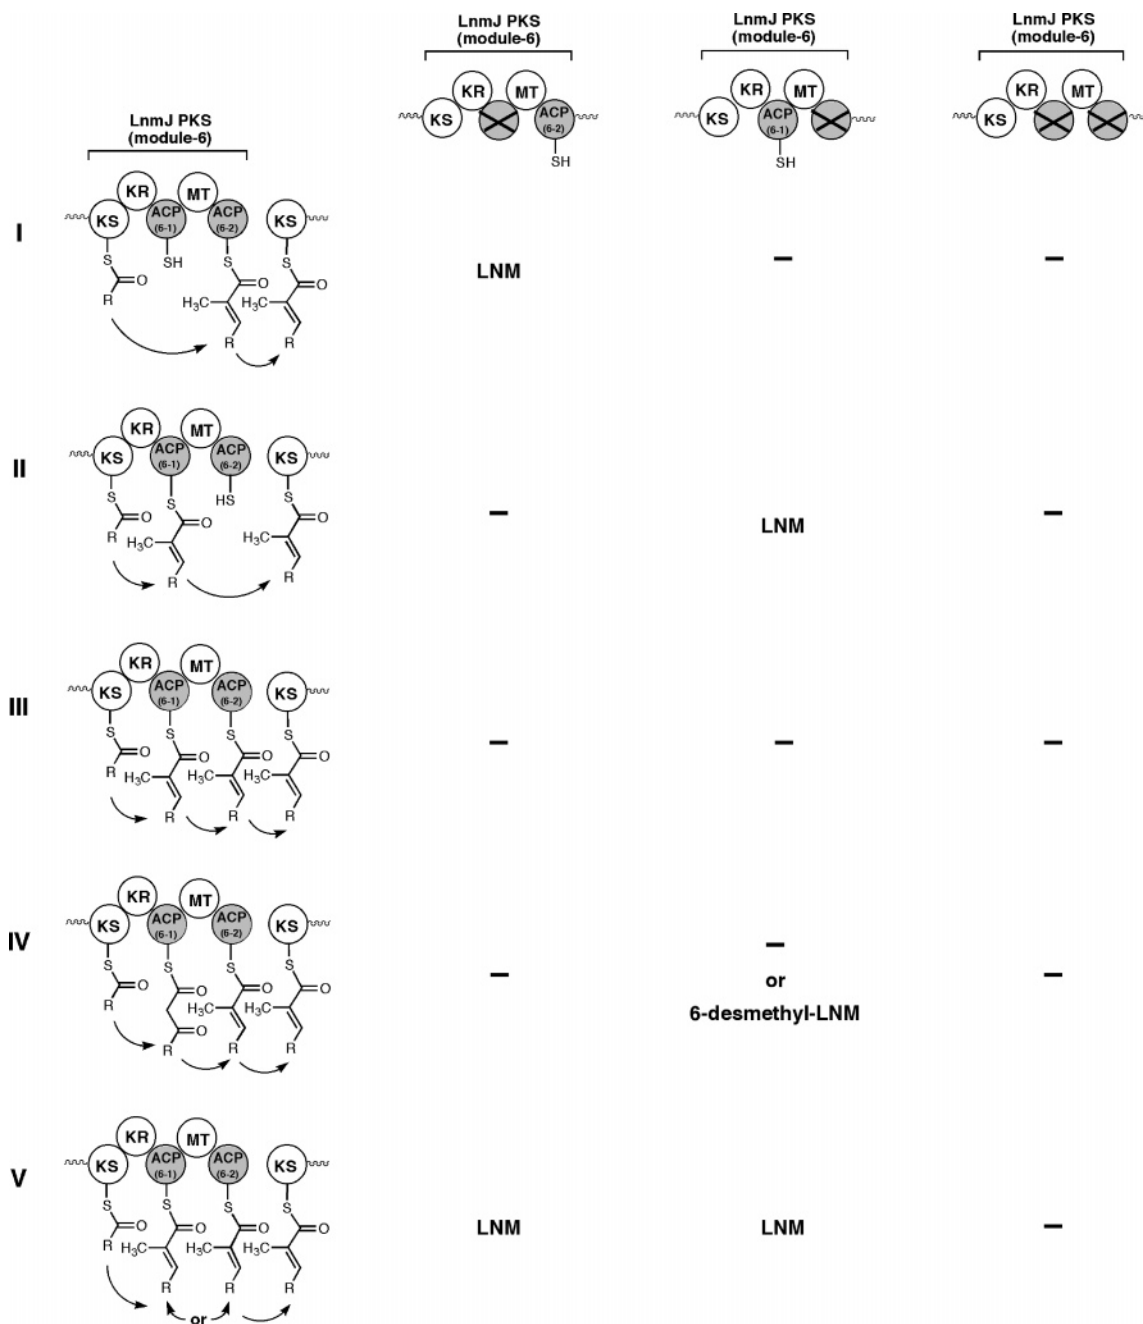 LnmJ PKS
(module-6)
LnmJ PKS
(module-6)
LnmJ PKS
(module-6)
KS KR MT ACP (6-2)
SH
KS KR ACP (6-1) MT
SH
KS KR MT
LnmJ PKS
(module-6)
I
KS KR ACP (6-1) MT ACP (6-2) KS
S SH S S
O O O
R H3C H3C
R R
LNM – –
II
KS KR ACP (6-1) MT ACP (6-2) KS
S S HS S
O O O
R H3C H3C
R R
– LNM –
III
KS KR ACP (6-1) MT ACP (6-2) KS
S S S S
O O O O
R H3C H3C H3C
R R R
– – –
IV
KS KR ACP (6-1) MT ACP (6-2) KS
S S S S
O O O O
R O H3C H3C
R R R
– – –
or
6-desmethyl-LNM
V
KS KR ACP (6-1) MT ACP (6-2) KS
S S S S
O O O O
R H3C H3C H3C
R R R
or
LNM LNM –